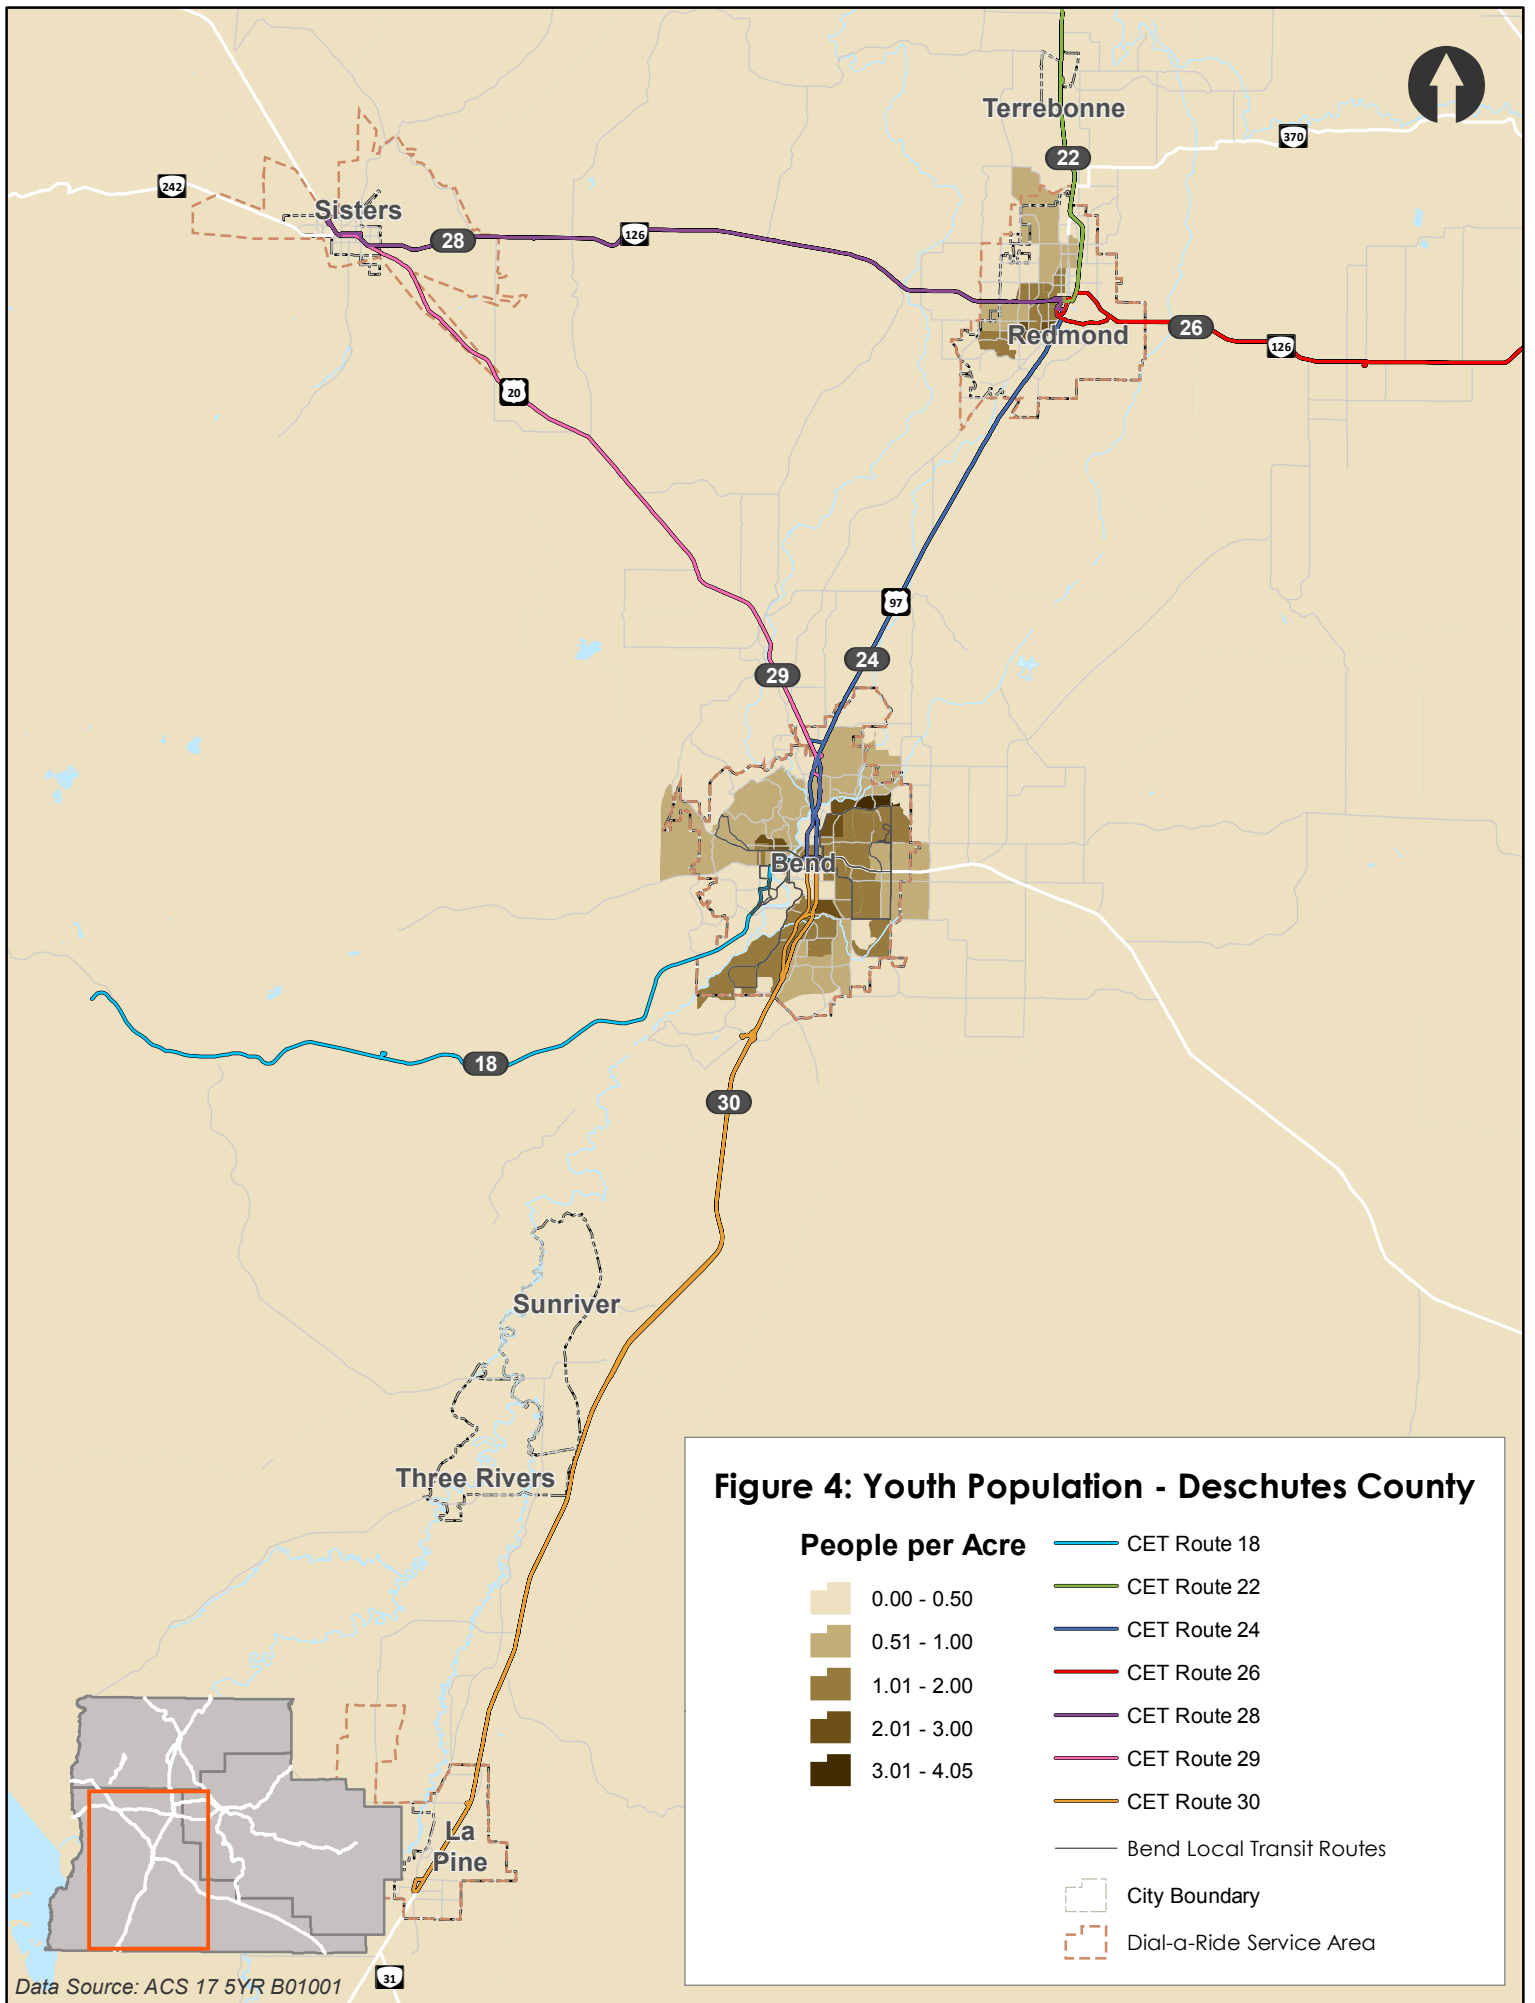 Terrebonne
370
22
242
Sisters
28
126
Redmond
26
126
20
97
24
29
Bend
18
30
Sunriver
Three Rivers
Figure 4: Youth Population - Deschutes County
People per Acre
0.00 - 0.50
0.51 - 1.00
1.01 - 2.00
2.01 - 3.00
3.01 - 4.05
CET Route 18
CET Route 22
CET Route 24
CET Route 26
CET Route 28
CET Route 29
CET Route 30
Bend Local Transit Routes
City Boundary
Dial-a-Ride Service Area
La
Pine
31
Data Source: ACS 17 5YR B01001